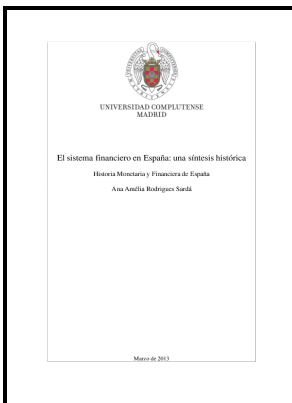 UNIVERSIDAD COMPLUTENSE
MADRID
El sistema financiero en España: una síntesis histórica
Historia Monetaria y Financiera de España
Ana Amélia Rodrigues Sardá
Marzo de 2013